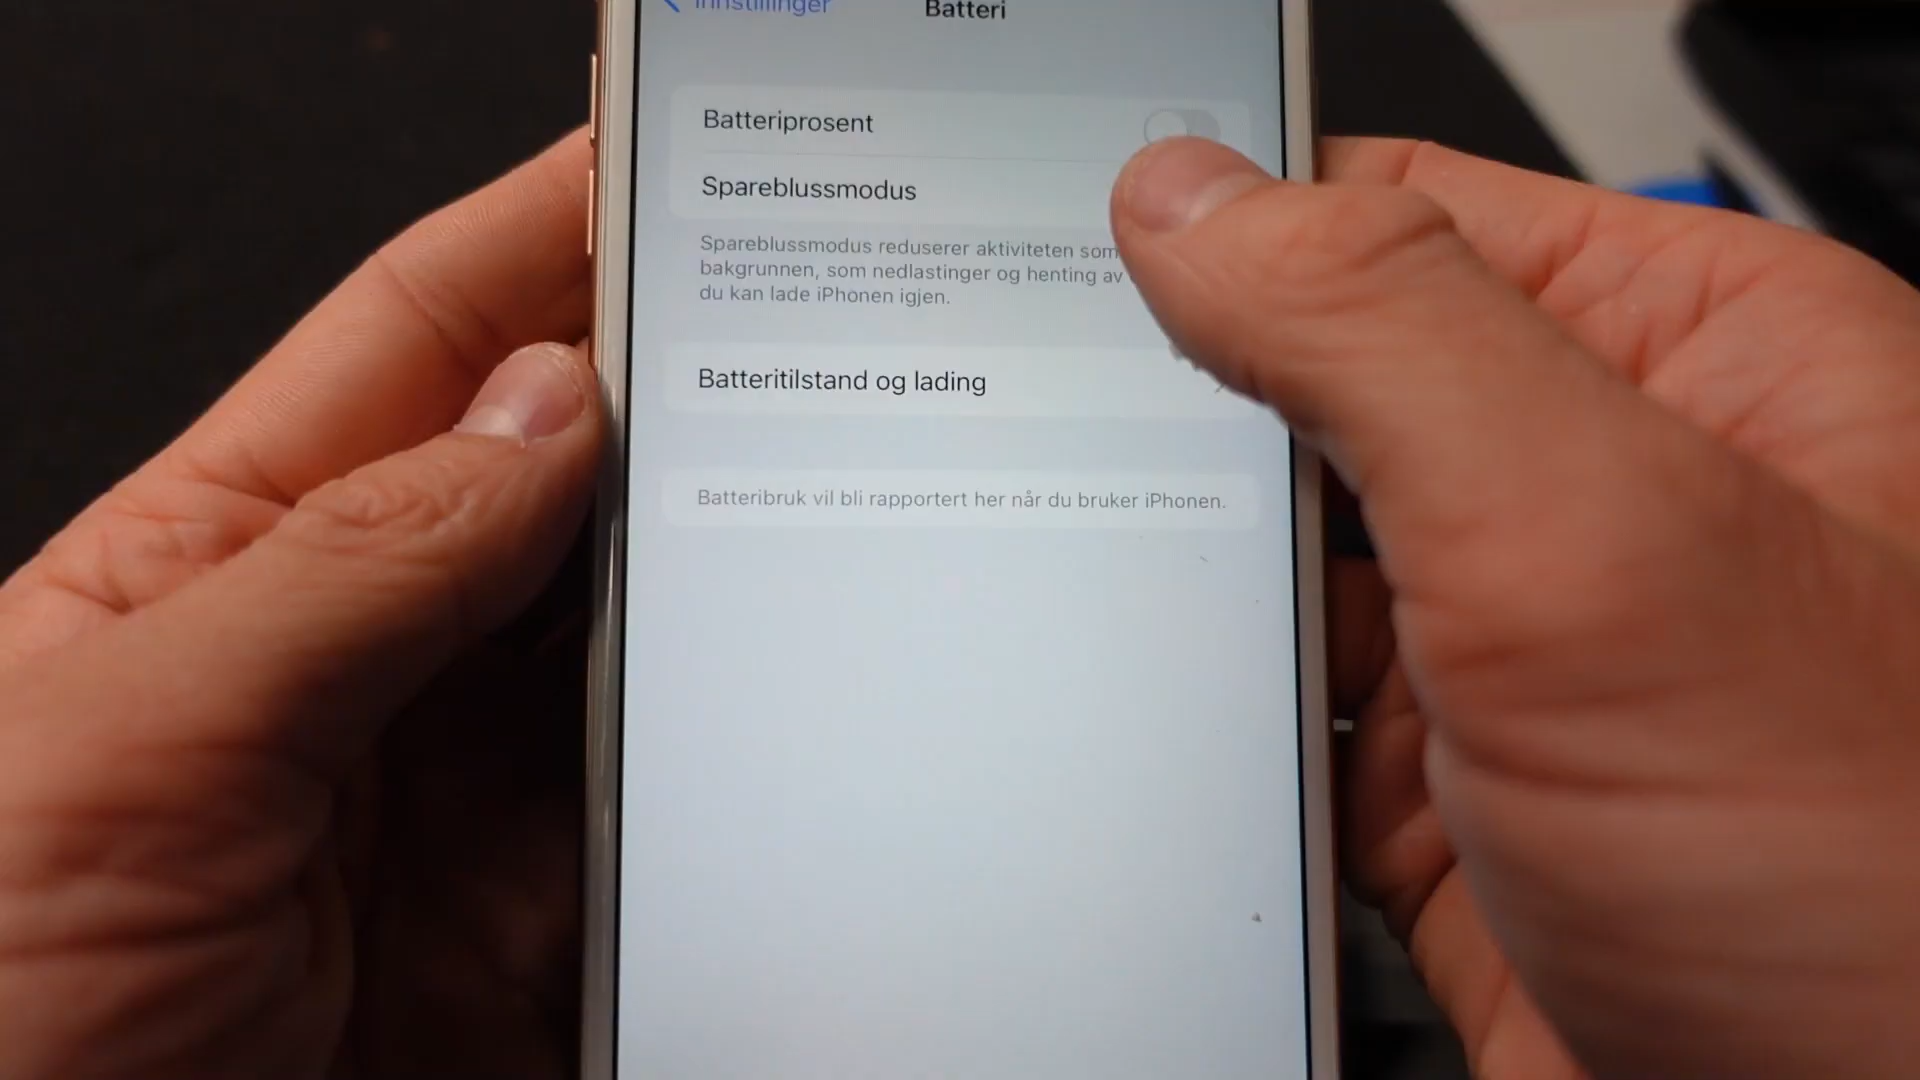 Innstillinger
Batteri
Batteriprosent
Spareblussmodus
Spareblussmodus reduserer aktiviteten som
bakgrunnen, som nedlastinger og henting av
du kan lade iPhonen igjen.
Batteritilstand og lading
Batteribruk vil bli rapportert her når du bruker iPhonen.